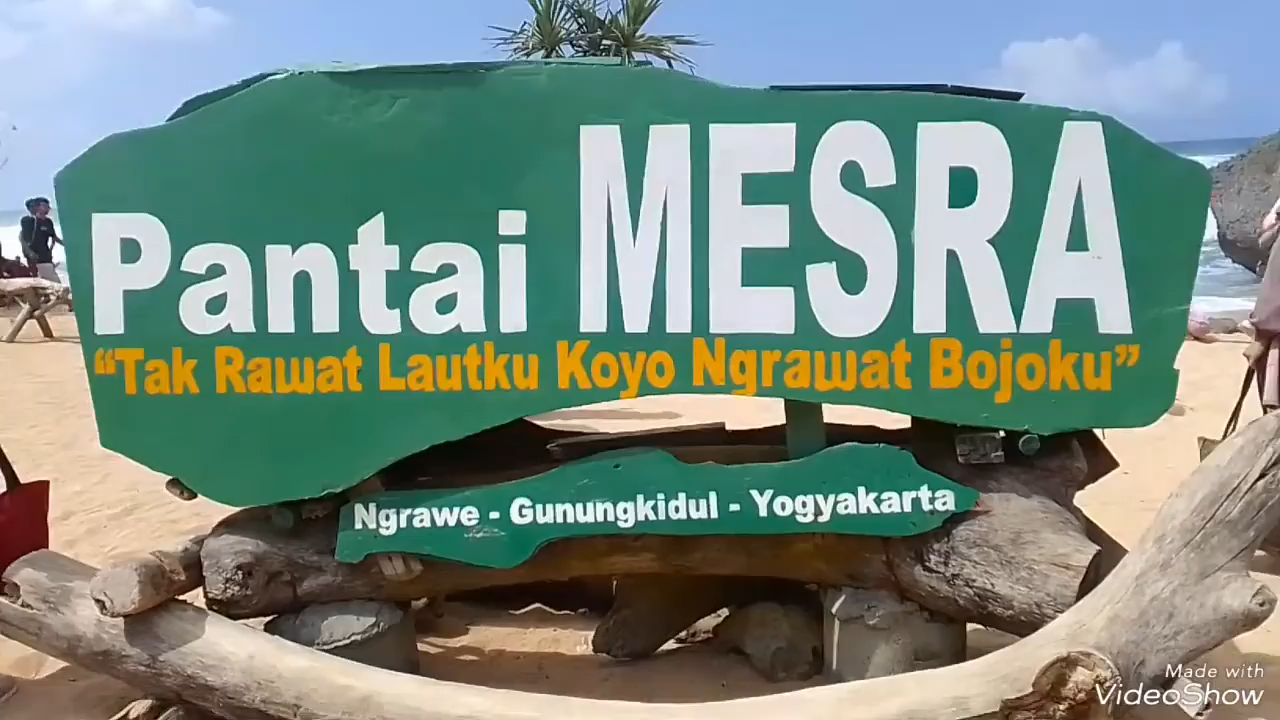 Pantai MESRA
“Tak Rawat Lautku Koyo Ngrawat Bojoku”
Ngrawe - Gunungkidul - Yogyakarta
Made with
VideoShow